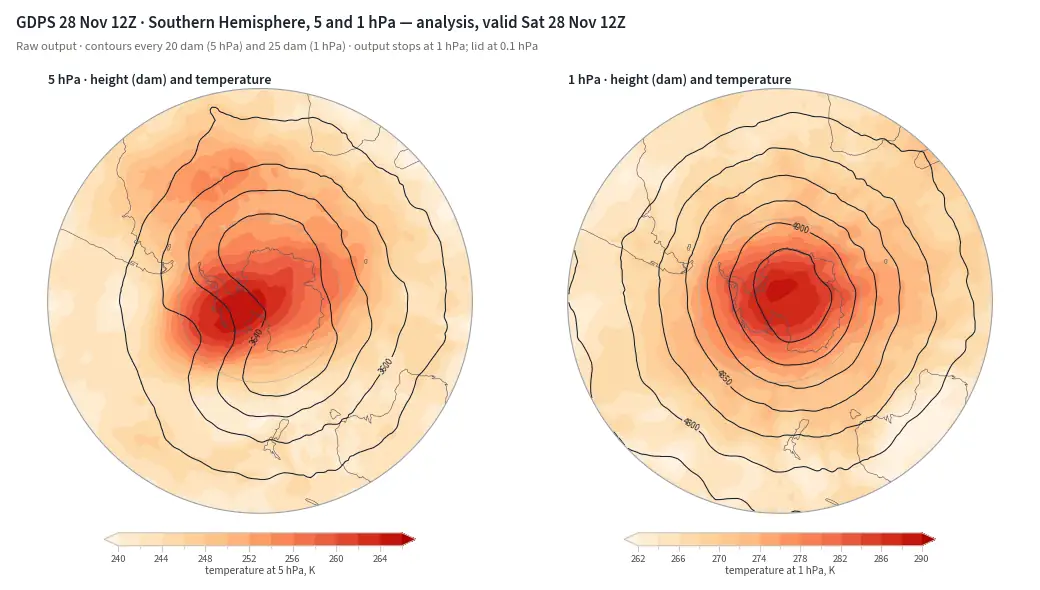 GDPS 28 Nov 12Z · Southern Hemisphere, 5 and 1 hPa — analysis, valid Sat 28 Nov 12Z
Raw output · contours every 20 dam (5 hPa) and 25 dam (1 hPa) · output stops at 1 hPa; lid at 0.1 hPa
5 hPa · height (dam) and temperature
3640
3600
240 244 248 252 256 260 264
temperature at 5 hPa, K
1 hPa · height (dam) and temperature
4900
4850
4800
262 266 270 274 278 282 286 290
temperature at 1 hPa, K